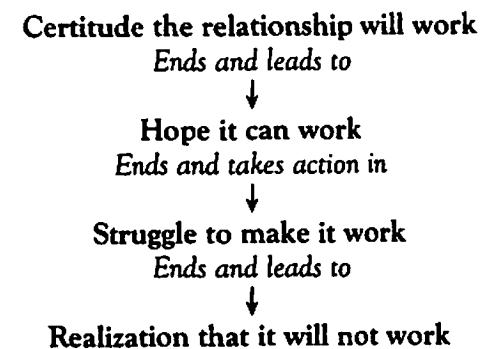 Certitude the relationship will work
Ends and leads to
Hope it can work
Ends and takes action in
Struggle to make it work
Ends and leads to
Realization that it will not work